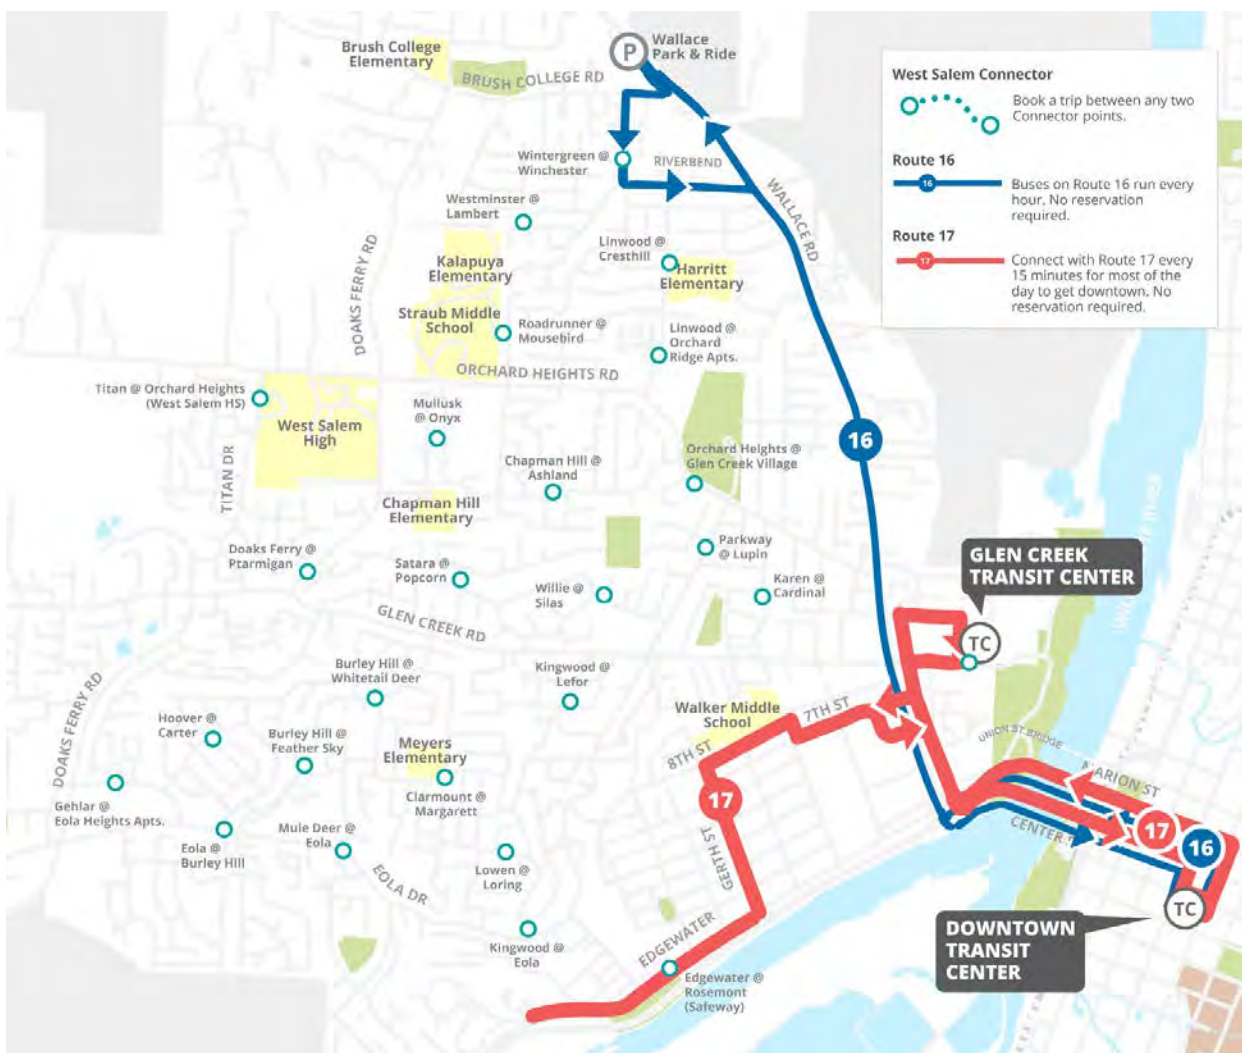 Brush College
Elementary
BRUSH COLLEGE RD
P
Wallace
Park & Ride
West Salem Connector
Book a trip between any two
Connector points.
Route 16
16
Buses on Route 16 run every
hour. No reservation
required.
Route 17
17
Connect with Route 17 every
15 minutes for most of the
day to get downtown. No
reservation required.
Wintergreen @
Winchester
RIVERBEND
WALLACE RD
Westminster @
Lambert
Kalapuya
Elementary
Linwood @
Cresthill
Harritt
Elementary
DOAKS FERRY RD
Straub Middle
School
Roadrunner @
Mousebird
Linwood @
Orchard
Ridge Apts.
ORCHARD HEIGHTS RD
Titan @ Orchard Heights
(West Salem HS)
West Salem
High
TITAN DR
Mullusk
@ Onyx
16
Chapman Hill @
Ashland
Orchard Heights @
Glen Creek Village
Chapman Hill
Elementary
Doaks Ferry @
Ptarmigan
Satara @
Popcorn
Willie @
Silas
Parkway
@ Lupin
Karen @
Cardinal
GLEN CREEK
TRANSIT CENTER
TC
GLEN CREEK RD
Burley Hill @
Whitetail Deer
Kingwood @
Lefor
Walker Middle
School
7TH ST
8TH ST
DOAKS FERRY RD
Hoover @
Carter
Burley Hill @
Feather Sky
Meyers
Elementary
Clarmount @
Margarett
UNION ST BRIDGE
MARION ST
CENTER
17
16
17
GERTH ST
Gehlar @
Eola Heights Apts.
Eola @
Burley Hill
Mule Deer @
Eola
EOLA DR
Lowen @
Loring
TC
DOWNTOWN
TRANSIT
CENTER
Kingwood @
Eola
EDGEWATER
Edgewater @
Rosemont
(Safeway)